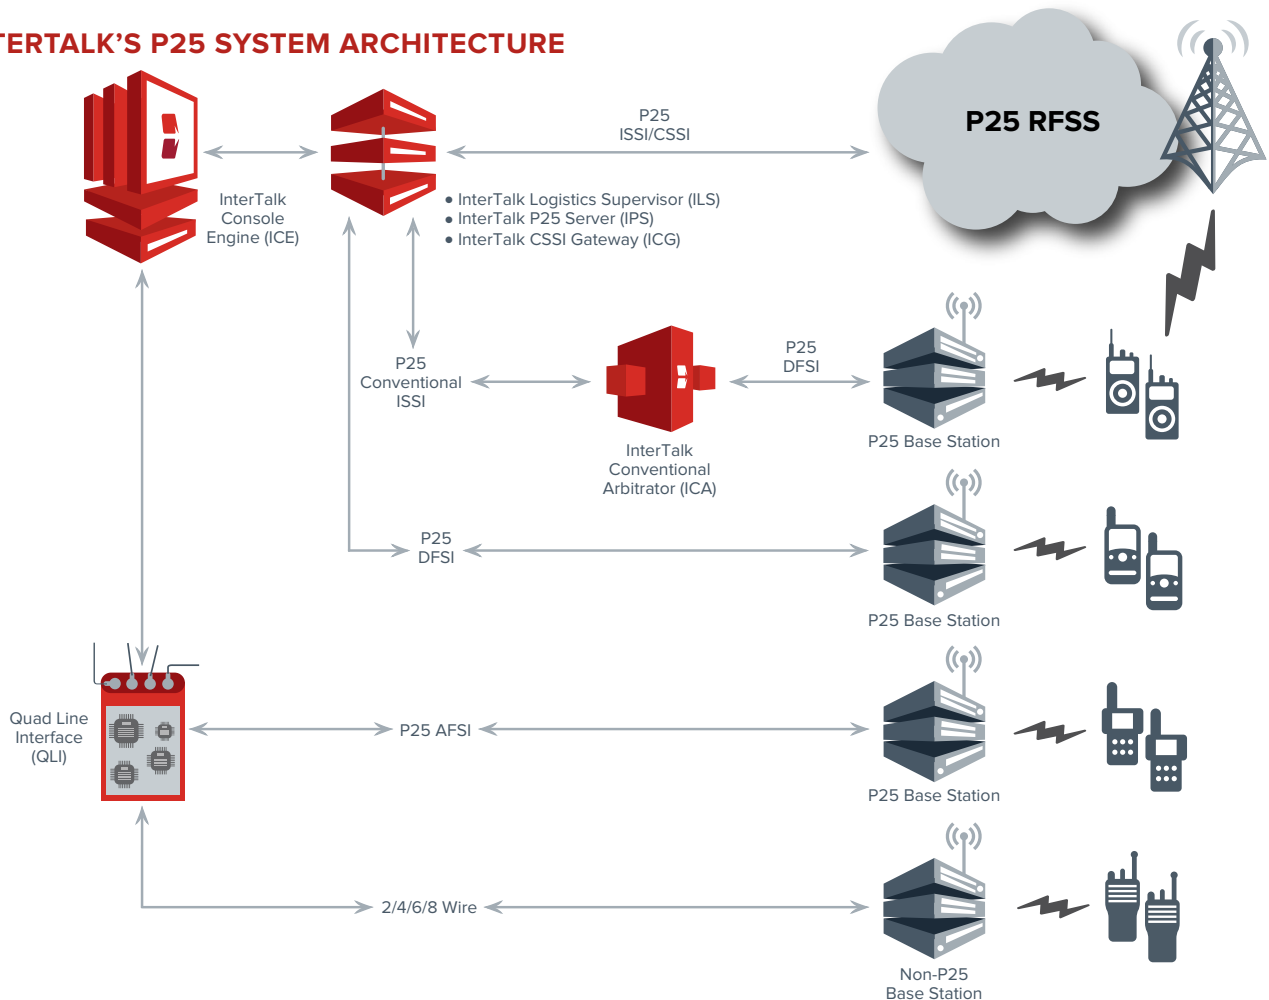 TERTALK'S P25 SYSTEM ARCHITECTURE
P25
ISSI/CSSI
P25 RFSS
InterTalk
Console
Engine (ICE)
● InterTalk Logistics Supervisor (ILS)
● InterTalk P25 Server (IPS)
● InterTalk CSSI Gateway (ICG)
P25
Conventional
ISSI
P25
DFSI
InterTalk
Conventional
Arbitrator (ICA)
P25 Base Station
P25
DFSI
P25 Base Station
Quad Line
Interface
(QLI)
P25 AFSI
P25 Base Station
2/4/6/8 Wire
Non-P25
Base Station